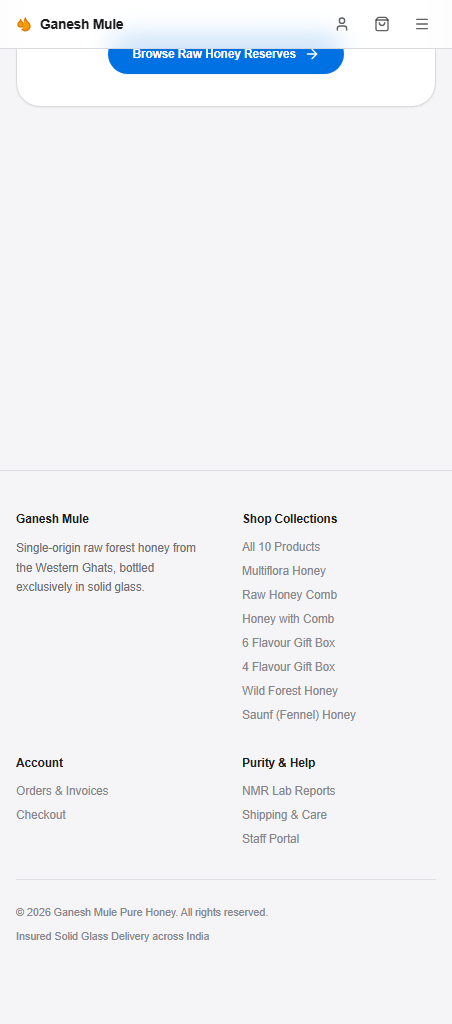 Ganesh Mule
Browse Raw Honey Reserves
Ganesh Mule
Single-origin raw forest honey from
the Western Ghats, bottled
exclusively in solid glass.
Shop Collections
All 10 Products
Multiflora Honey
Raw Honey Comb
Honey with Comb
6 Flavour Gift Box
4 Flavour Gift Box
Wild Forest Honey
Saunf (Fennel) Honey
Account
Orders & Invoices
Checkout
Purity & Help
NMR Lab Reports
Shipping & Care
Staff Portal
© 2026 Ganesh Mule Pure Honey. All rights reserved.
Insured Solid Glass Delivery across India